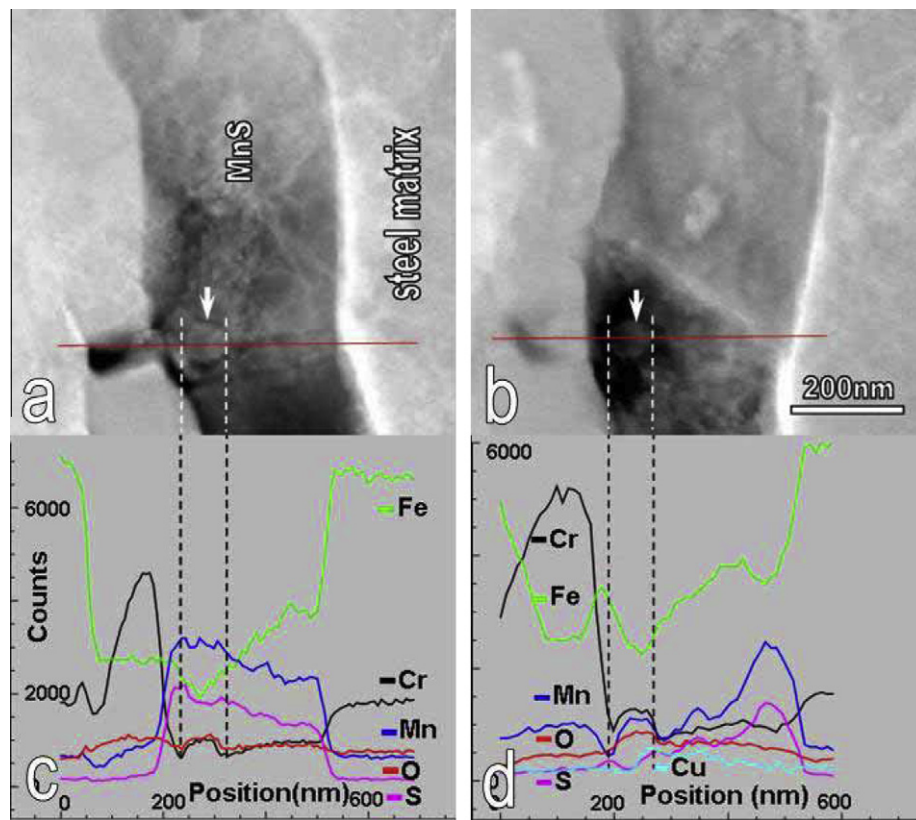 MnS
steel matrix
a
b
200nm
6000
2000
Counts
Fe
Cr
Mn
O
S
c
0
200
Position(nm)
600
6000
Cr
Fe
Mn
O
S
Cu
d
0
200
Position (nm)
600